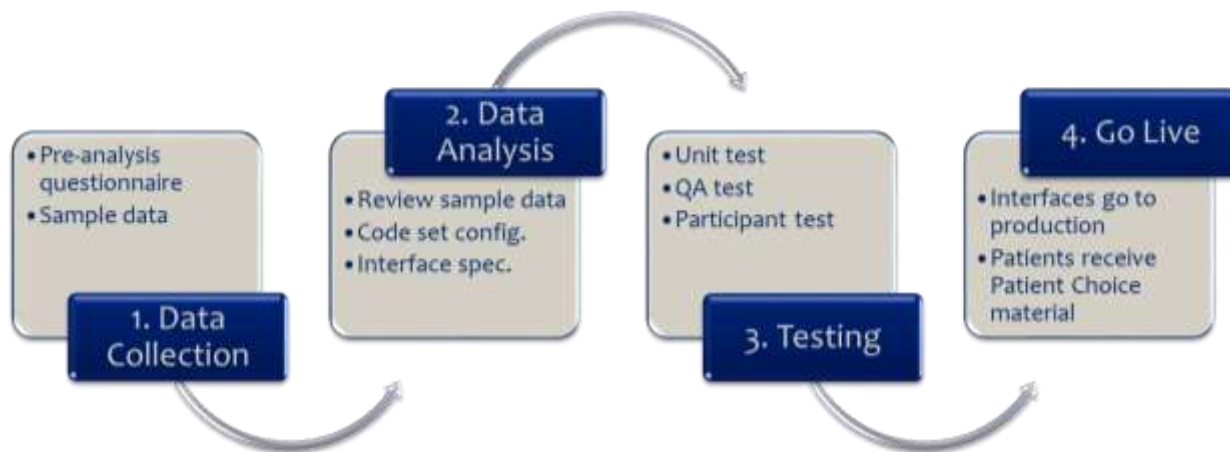 • Pre-analysis
questionnaire
• Sample data
1. Data
Collection
2. Data
Analysis
• Review sample data
• Code set config.
• Interface spec.
• Unit test
• QA test
• Participant test
3. Testing
4. Go Live
• Interfaces go to
production
• Patients receive
Patient Choice
material